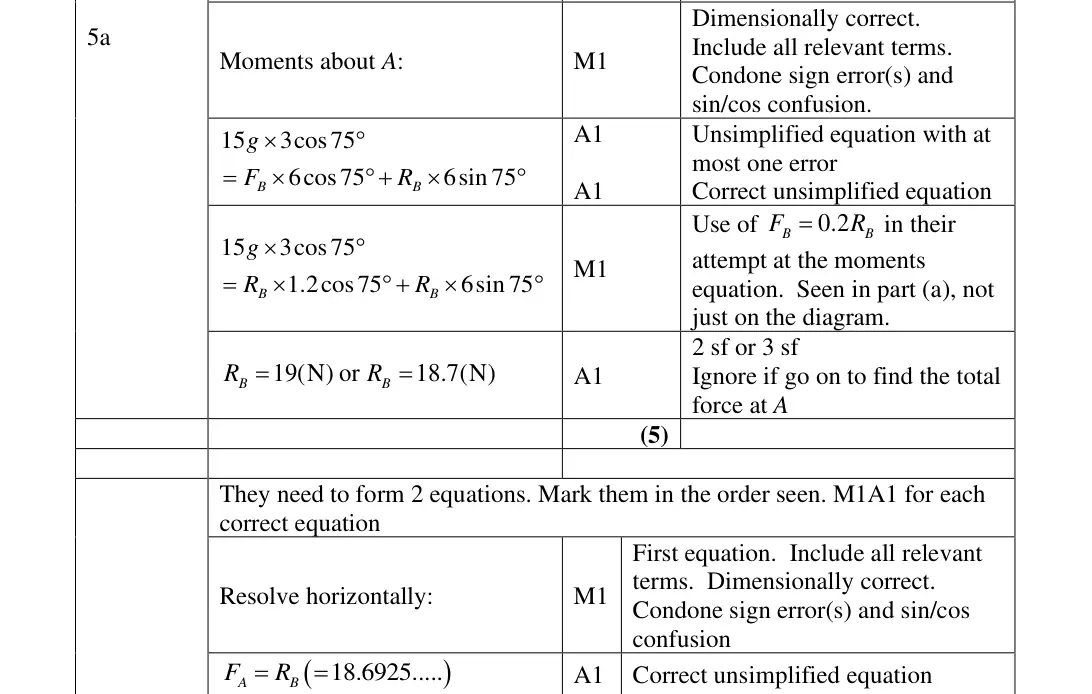 5a
Moments about A:
M1
Dimensionally correct.
Include all relevant terms.
Condone sign error(s) and
sin/cos confusion.
15g × 3cos 75°
= F_B × 6cos 75° + R_B × 6sin 75°
A1
A1
Unsimplified equation with at
most one error
Correct unsimplified equation
15g × 3cos 75°
= R_B × 1.2cos 75° + R_B × 6sin 75°
M1
Use of F_B = 0.2R_B in their
attempt at the moments
equation. Seen in part (a), not
just on the diagram.
R_B = 19(N) or R_B = 18.7(N)
A1
2 sf or 3 sf
Ignore if go on to find the total
force at A
(5)
They need to form 2 equations. Mark them in the order seen. M1A1 for each
correct equation
Resolve horizontally:
M1
First equation. Include all relevant
terms. Dimensionally correct.
Condone sign error(s) and sin/cos
confusion
F_A = R_B (= 18.6925.....)
A1
Correct unsimplified equation